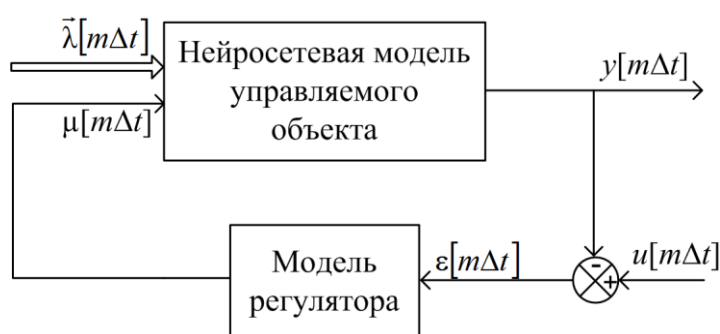 λ⃗[mΔt]
Нейросетевая модель
управляемого
объекта
y[mΔt]
μ[mΔt]
Модель
регулятора
ε[mΔt]
-
+
u[mΔt]